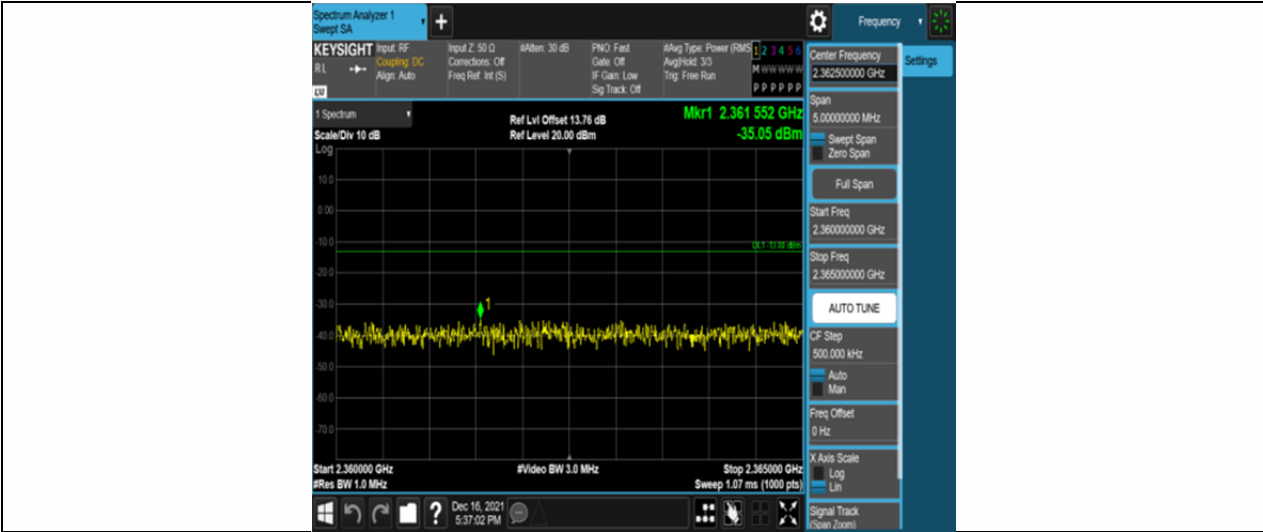 Spectrum Analyzer 1
Swept SA
+
Frequency
KEYSIGHT
RL
LV
Input: RF
Coupling: DC
Align: Auto
Input Z: 50 Ω
Corrections: Off
Freq Ref: Int (S)
#Atten: 30 dB
PNO: Fast
Gate: Off
IF Gain: Low
Sig Track: Off
#Avg Type: Power (RMS
Avg|Hold: 3/3
Trig: Free Run
1 2 3 4 5 6
M W W W W W
P P P P P P
Settings
Center Frequency
2.362500000 GHz
Span
5.00000000 MHz
Swept Span
Zero Span
Full Span
Start Freq
2.360000000 GHz
Stop Freq
2.365000000 GHz
AUTO TUNE
CF Step
500.000 kHz
Auto
Man
Freq Offset
0 Hz
X Axis Scale
Log
Lin
Signal Track
(Span Zoom)
1 Spectrum
Scale/Div 10 dB
Ref Lvl Offset 13.76 dB
Ref Level 20.00 dBm
Mkr1 2.361 552 GHz
-35.05 dBm
Log
10.0
0.00
-10.0
-20.0
-30.0
-40.0
-50.0
-60.0
-70.0
DL1 -13.00 dBm
1
Start 2.360000 GHz
#Video BW 3.0 MHz
Stop 2.365000 GHz
#Res BW 1.0 MHz
Sweep 1.07 ms (1000 pts)
?
Dec 16, 2021
5:37:02 PM